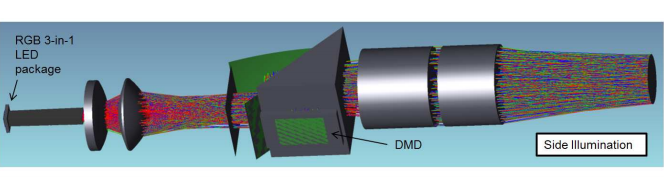 RGB 3-in-1
LED
package
DMD
Side Illumination